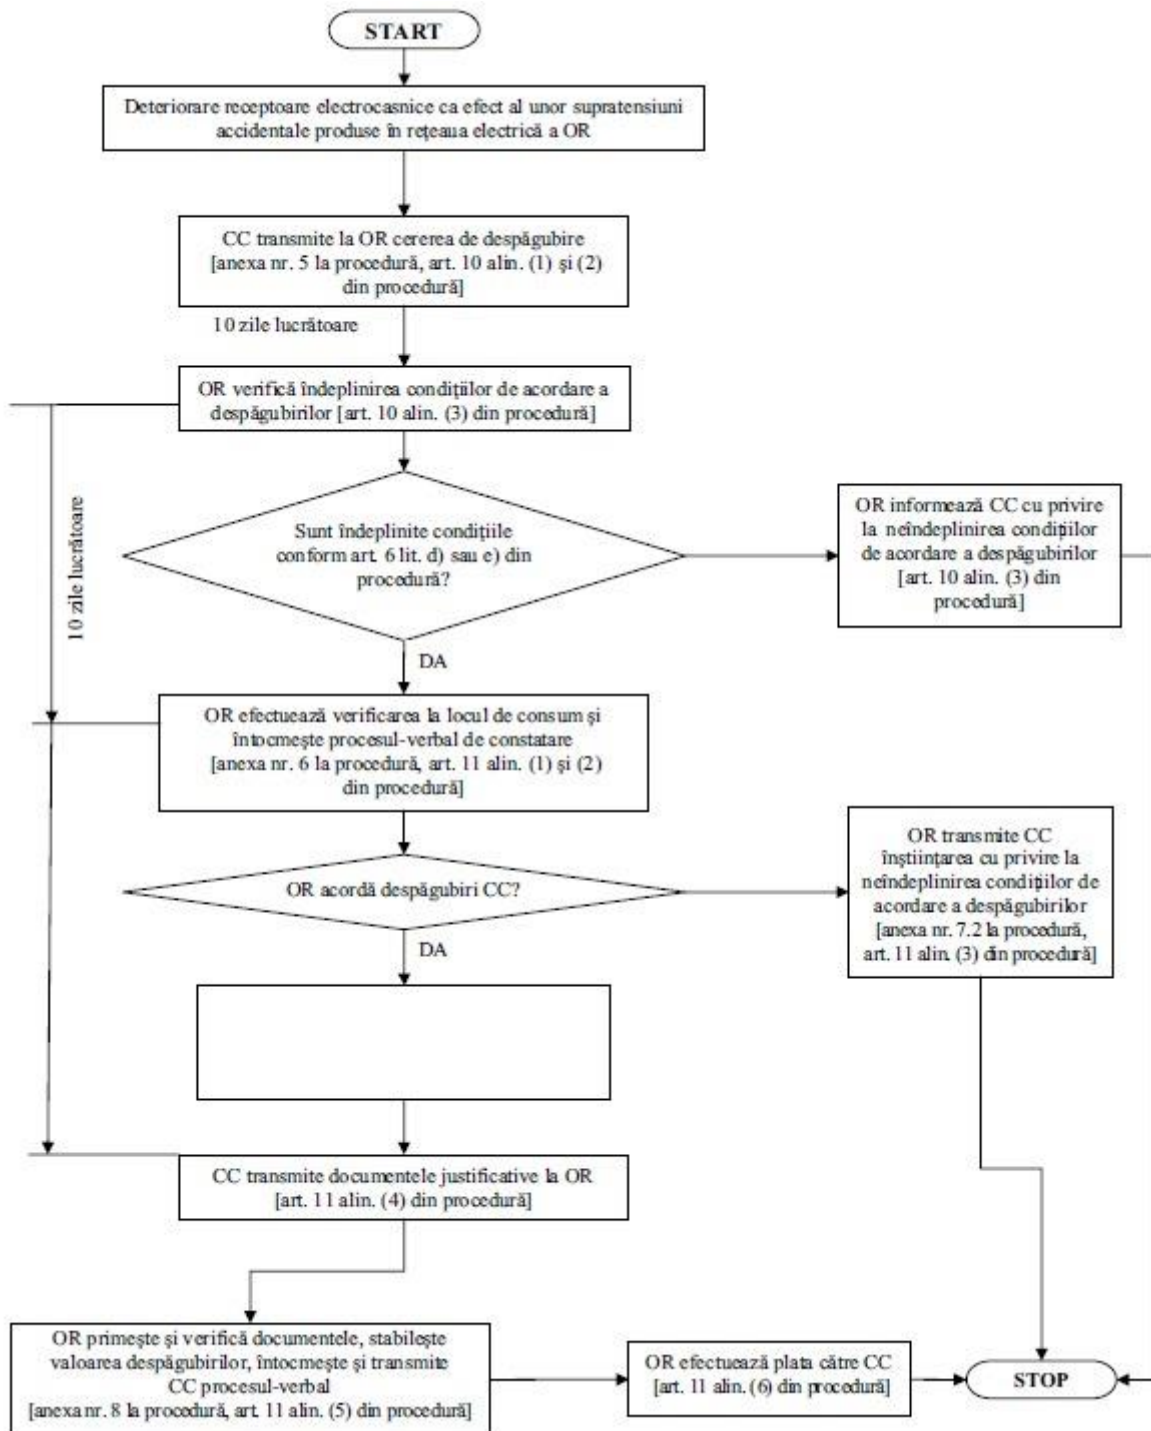 START
Deteriorare receptoare electrocasnice ca efect al unor supratensiuni
accidentale produse în rețeaua electrică a OR
CC transmite la OR cererea de despăgubire
[anexa nr. 5 la procedură, art. 10 alin. (1) și (2)
din procedură]
10 zile lucrătoare
OR verifică îndeplinirea condițiilor de acordare a
despăgubirilor [art. 10 alin. (3) din procedură]
10 zile lucrătoare
Sunt îndeplinite condițiile
conform art. 6 lit. d) sau e) din
procedură?
OR informează CC cu privire
la neîndeplinirea condițiilor
de acordare a despăgubirilor
[art. 10 alin. (3) din
procedură]
DA
OR efectuează verificarea la locul de consum și
întocmește procesul-verbal de constatare
[anexa nr. 6 la procedură, art. 11 alin. (1) și (2)
din procedură]
OR acordă despăgubiri CC?
OR transmite CC
înștiințarea cu privire la
neîndeplinirea condițiilor de
acordare a despăgubirilor
[anexa nr. 7.2 la procedură,
art. 11 alin. (3) din procedură]
DA
CC transmite documentele justificative la OR
[art. 11 alin. (4) din procedură]
OR primește și verifică documentele, stabilește
valoarea despăgubirilor, întocmește și transmite
CC procesul-verbal
[anexa nr. 8 la procedură, art. 11 alin. (5) din procedură]
OR efectuează plata către CC
[art. 11 alin. (6) din procedură]
STOP